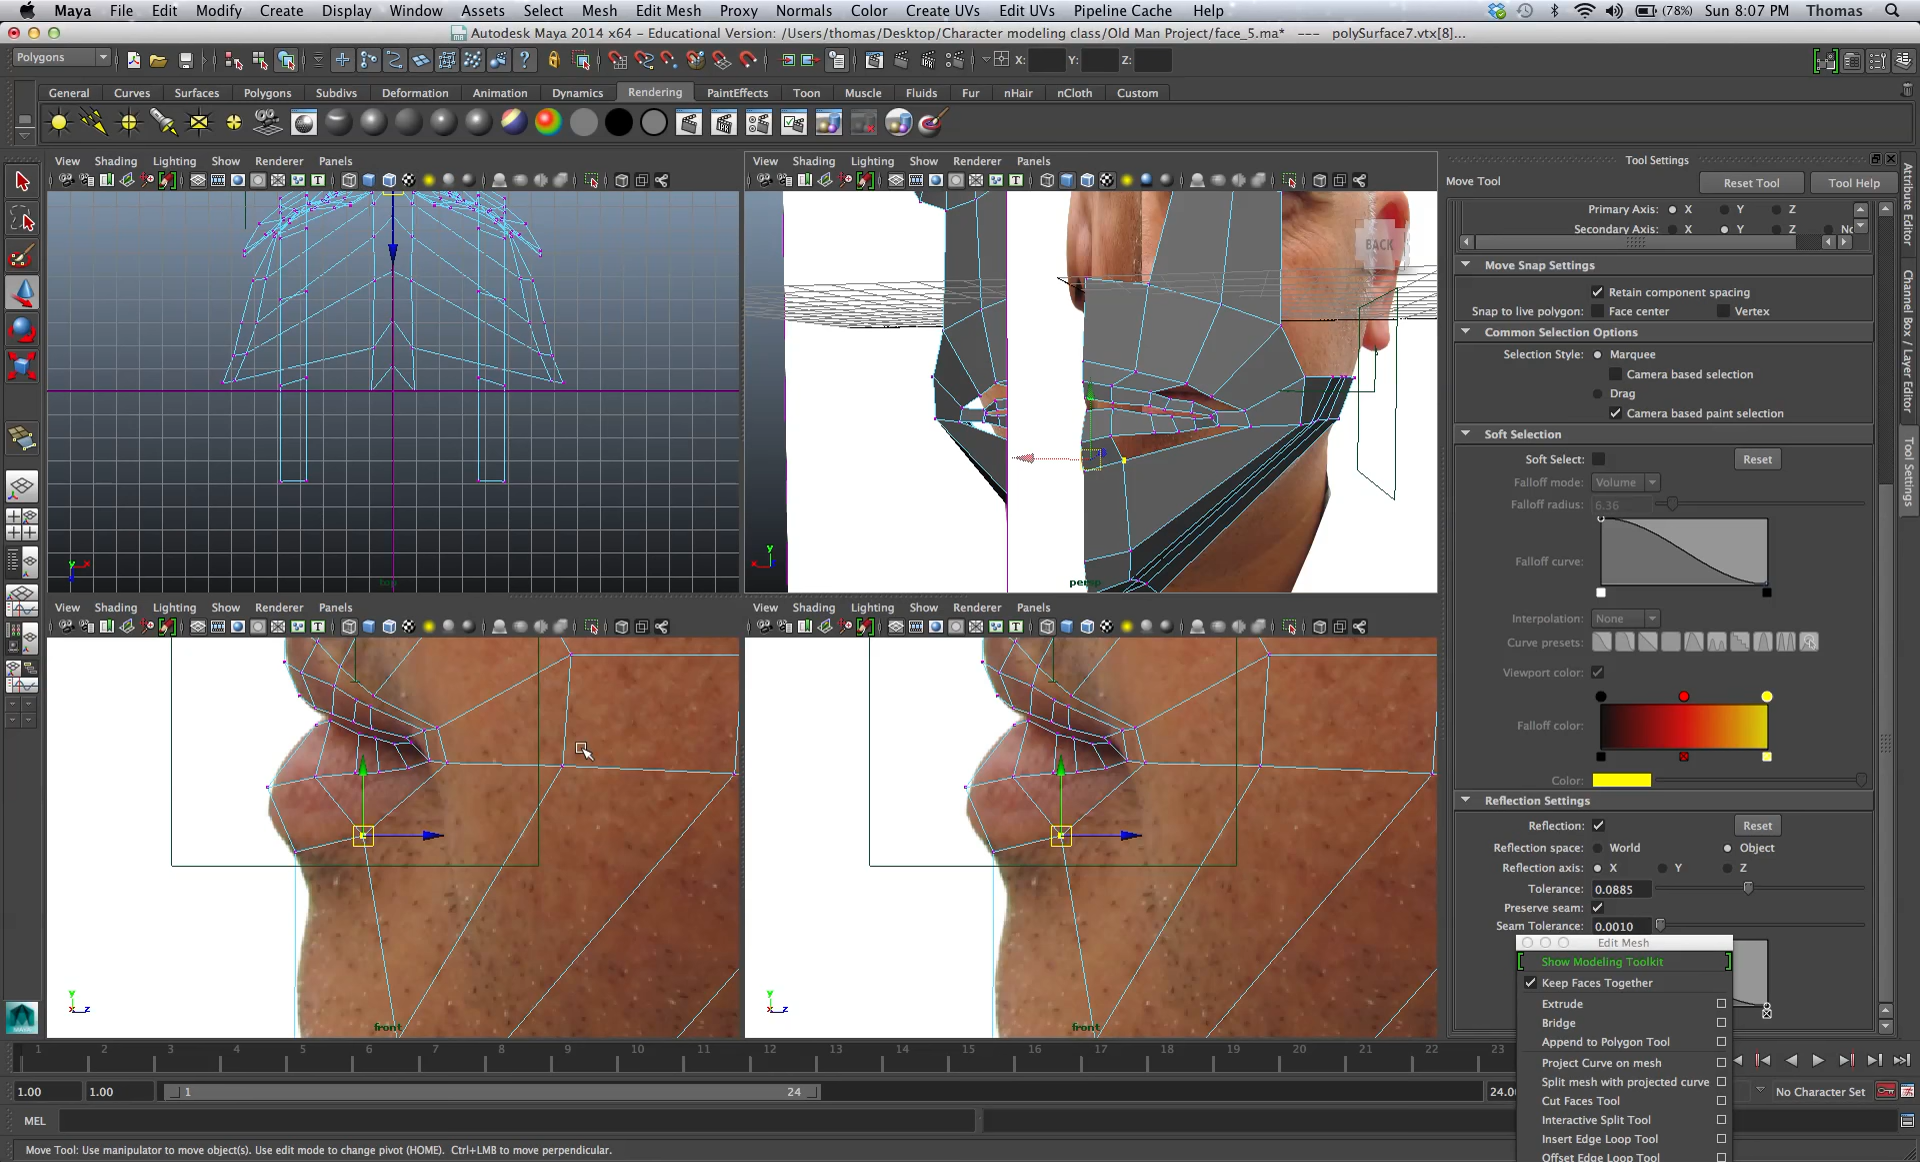 Maya File Edit Modify Create Display Window Assets Select Mesh Edit Mesh Proxy Normals Color Create UVs Edit UVs Pipeline Cache Help (78%) Sun 8:07 PM Thomas
Autodesk Maya 2014 x64 - Educational Version: /Users/thomas/Desktop/Character modeling class/Old Man Project/face_5.ma* --- polySurface7.vtx[8]...
Polygons X: Y: Z:
General Curves Surfaces Polygons Subdivs Deformation Animation Dynamics Rendering PaintEffects Toon Muscle Fluids Fur nHair nCloth Custom
View Shading Lighting Show Renderer Panels
View Shading Lighting Show Renderer Panels
top
BACK
persp
View Shading Lighting Show Renderer Panels
View Shading Lighting Show Renderer Panels
front
front
Tool Settings
Move Tool Reset Tool Tool Help
Primary Axis: X Y Z
Secondary Axis: X Y Z
Move Snap Settings
Retain component spacing
Snap to live polygon: Face center Vertex
Common Selection Options
Selection Style: Marquee
Camera based selection
Drag
Camera based paint selection
Soft Selection
Soft Select: Reset
Falloff mode: Volume
Falloff radius: 6.36
Falloff curve:
Interpolation: None
Curve presets:
Viewport color:
Falloff color:
Color:
Reflection Settings
Reflection: Reset
Reflection space: World Object
Reflection axis: X Y Z
Tolerance: 0.0885
Preserve seam:
Seam Tolerance: 0.0010
Edit Mesh
Show Modeling Toolkit
Keep Faces Together
Extrude
Bridge
Append to Polygon Tool
Project Curve on mesh
Split mesh with projected curve
Cut Faces Tool
Interactive Split Tool
Insert Edge Loop Tool
Offset Edge Loop Tool
Attribute Editor
Channel Box / Layer Editor
Tool Settings
1 2 3 4 5 6 7 8 9 10 11 12 13 14 15 16 17 18 19 20 21 22 23
1.00 1.00 1 24 24.0 No Character Set
MEL
Move Tool: Use manipulator to move object(s). Use edit mode to change pivot (HOME). Ctrl+LMB to move perpendicular.